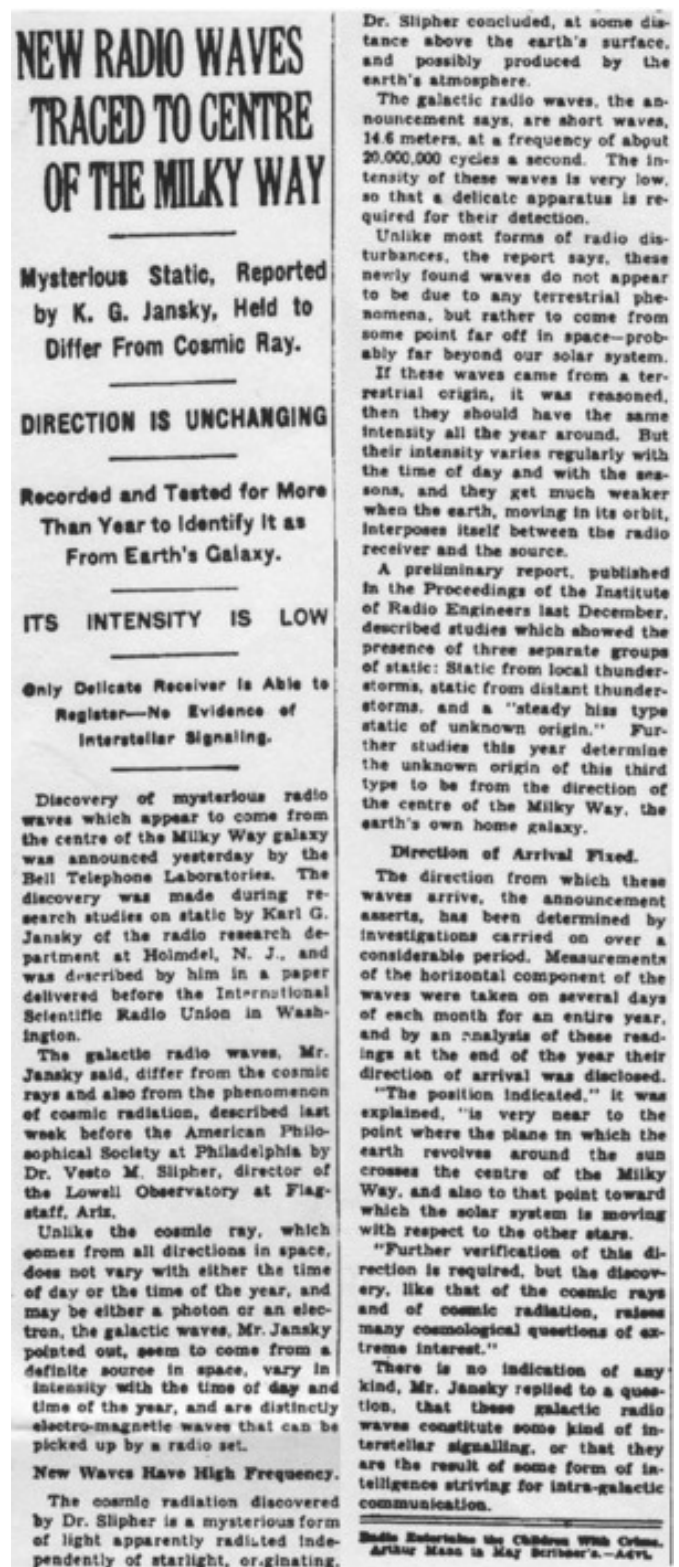 NEW RADIO WAVES
TRACED TO CENTRE
OF THE MILKY WAY
Mysterious Static, Reported
by K. G. Jansky, Held to
Differ From Cosmic Ray.
DIRECTION IS UNCHANGING
Recorded and Tested for More
Than Year to Identify It as
From Earth's Galaxy.
ITS INTENSITY IS LOW
Only Delicate Receiver Is Able to
Register—No Evidence of
Interstellar Signaling.
Discovery of mysterious radio
waves which appear to come from
the centre of the Milky Way galaxy
was announced yesterday by the
Bell Telephone Laboratories. The
discovery was made during re-
search studies on static by Karl G.
Jansky of the radio research de-
partment at Holmdel, N. J., and
was described by him in a paper
delivered before the International
Scientific Radio Union in Wash-
ington.
The galactic radio waves, Mr.
Jansky said, differ from the cosmic
rays and also from the phenomenon
of cosmic radiation, described last
week before the American Philo-
sophical Society at Philadelphia by
Dr. Vesto M. Slipher, director of
the Lowell Observatory at Flag-
staff, Ariz.
Unlike the cosmic ray, which
comes from all directions in space,
does not vary with either the time
of day or the time of the year, and
may be either a photon or an elec-
tron, the galactic waves, Mr. Jansky
pointed out, seem to come from a
definite source in space, vary in
intensity with the time of day and
time of the year, and are distinctly
electro-magnetic waves that can be
picked up by a radio set.
New Waves Have High Frequency.
The cosmic radiation discovered
by Dr. Slipher is a mysterious form
of light apparently radiated inde-
pendently of starlight, originating,
Dr. Slipher concluded, at some dis-
tance above the earth's surface,
and possibly produced by the
earth's atmosphere.
The galactic radio waves, the an-
nouncement says, are short waves,
14.6 meters, at a frequency of about
20,000,000 cycles a second. The in-
tensity of these waves is very low,
so that a delicate apparatus is re-
quired for their detection.
Unlike most forms of radio dis-
turbances, the report says, these
newly found waves do not appear
to be due to any terrestrial phe-
nomena, but rather to come from
some point far off in space—prob-
ably far beyond our solar system.
If these waves came from a ter-
restrial origin, it was reasoned,
then they should have the same
intensity all the year around. But
their intensity varies regularly with
the time of day and with the sea-
sons, and they get much weaker
when the earth, moving in its orbit,
interposes itself between the radio
receiver and the source.
A preliminary report, published
in the Proceedings of the Institute
of Radio Engineers last December,
described studies which showed the
presence of three separate groups
of static: Static from local thunder-
storms, static from distant thunder-
storms, and a "steady hiss type
static of unknown origin." Fur-
ther studies this year determine
the unknown origin of this third
type to be from the direction of
the centre of the Milky Way, the
earth's own home galaxy.
Direction of Arrival Fixed.
The direction from which these
waves arrive, the announcement
asserts, has been determined by
investigations carried on over a
considerable period. Measurements
of the horizontal component of the
waves were taken on several days
of each month for an entire year,
and by an analysis of these read-
ings at the end of the year their
direction of arrival was disclosed.
"The position indicated," it was
explained, "is very near to the
point where the plane in which the
earth revolves around the sun
crosses the centre of the Milky
Way, and also to that point toward
which the solar system is moving
with respect to the other stars.
"Further verification of this di-
rection is required, but the discov-
ery, like that of the cosmic rays
and of cosmic radiation, raises
many cosmological questions of ex-
treme interest."
There is no indication of any
kind, Mr. Jansky replied to a ques-
tion, that these galactic radio
waves constitute some kind of in-
terstellar signalling, or that they
are the result of some form of in-
telligence striving for intra-galactic
communication.
Radio Entertains the Children With Crime.
Arthur Mann in May Scribner's.—Advt.